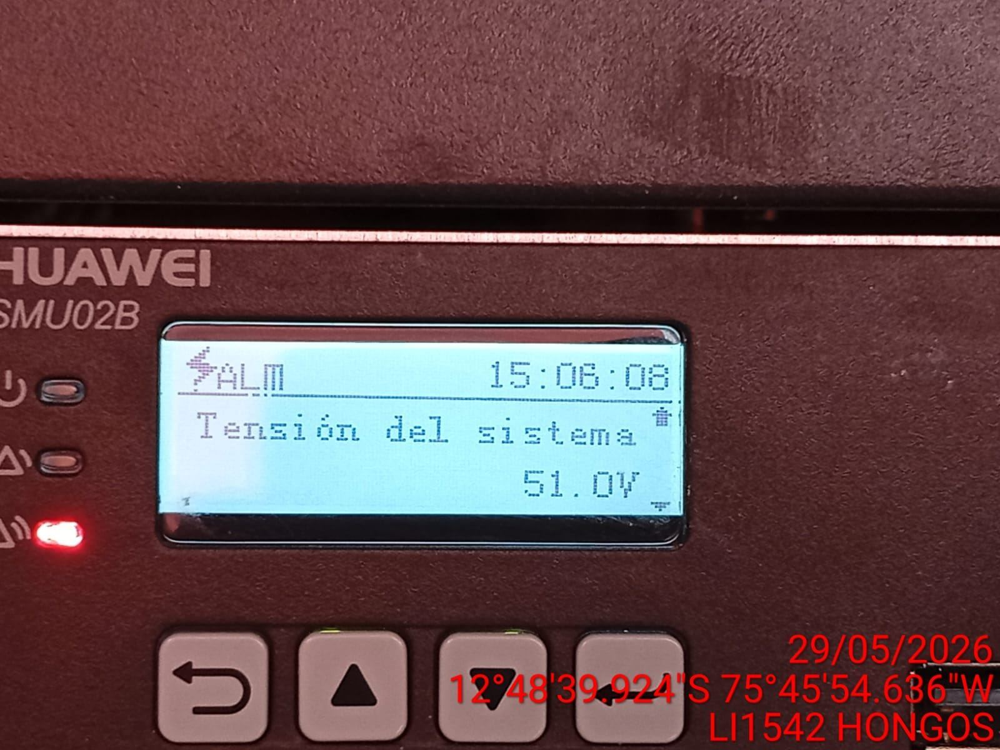 HUAWEI
SMU02B
ALM 15:06:08
Tensión del sistema
51.0V
29/05/2026
12°48'39.924"S 75°45'54.636"W
LI1542 HONGOS